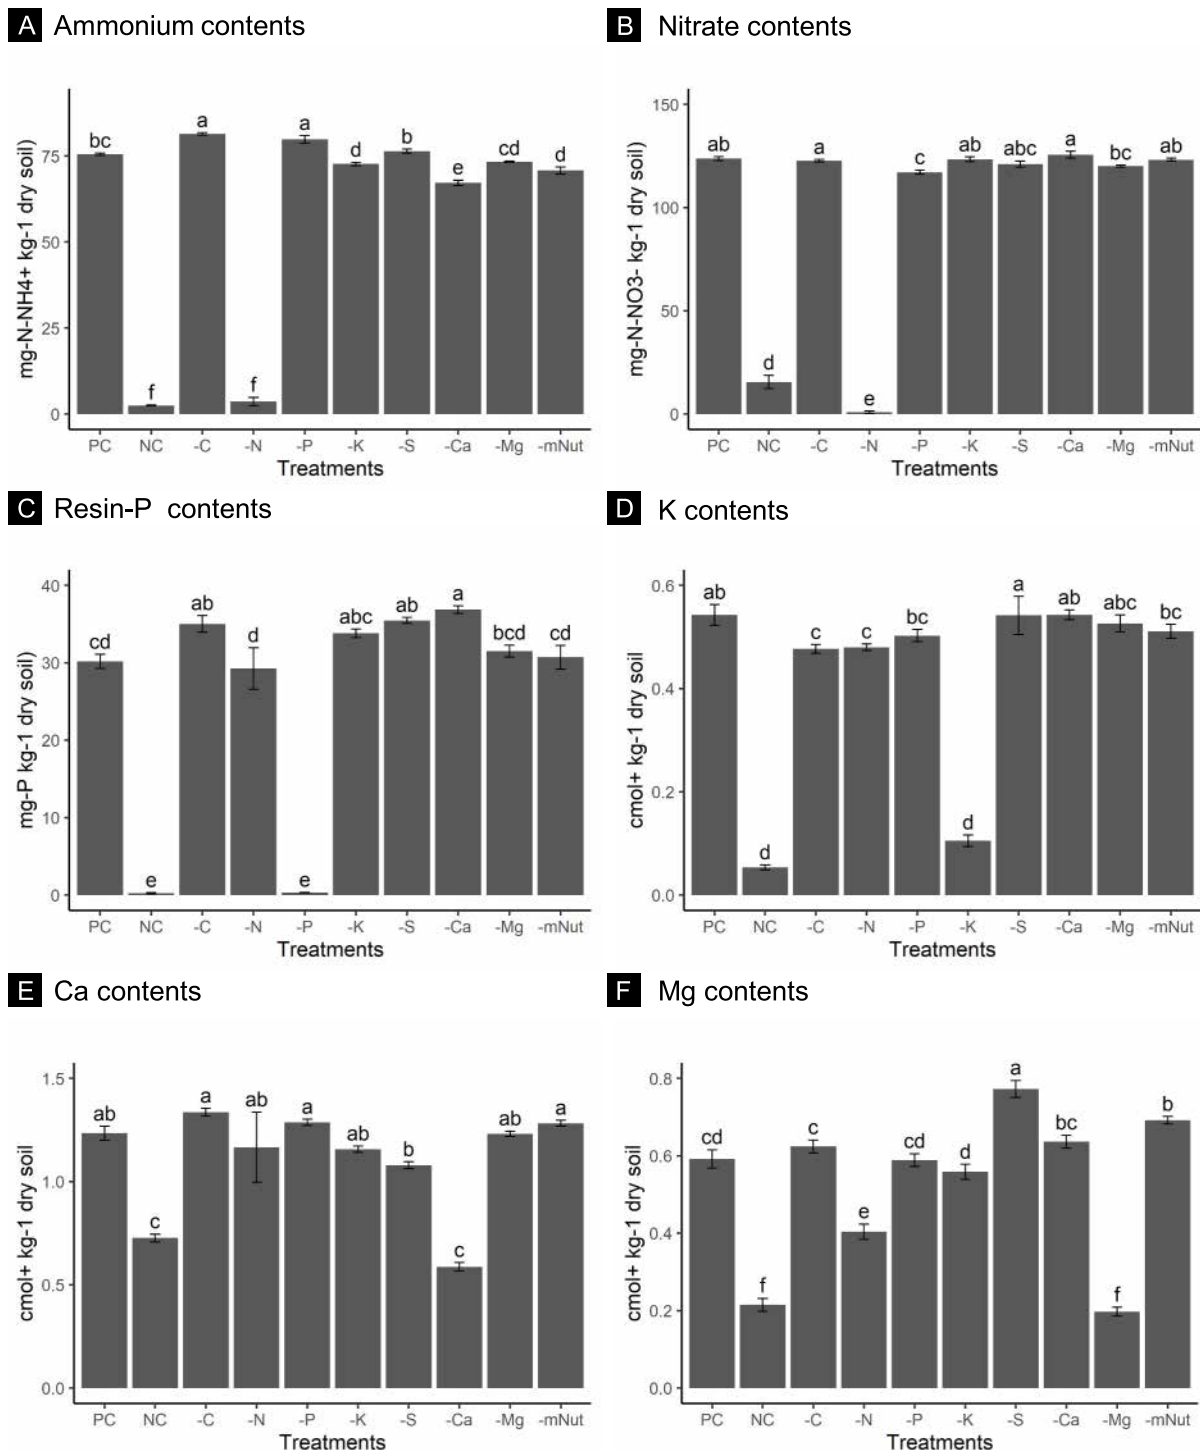 A Ammonium contents
mg-N-NH4+ kg-1 dry soil)
75
50
25
0
bc f a f a d b e cd d
PC NC -C -N -P -K -S -Ca -Mg -mNut
Treatments
B Nitrate contents
mg-N-NO3- kg-1 dry soil)
150
100
50
0
ab d a e c ab abc a bc ab
PC NC -C -N -P -K -S -Ca -Mg -mNut
Treatments
C Resin-P contents
mg-P kg-1 dry soil)
40
30
20
10
0
cd e ab d e abc ab a bcd cd
PC NC -C -N -P -K -S -Ca -Mg -mNut
Treatments
D K contents
cmol+ kg-1 dry soil
0.6
0.4
0.2
0.0
ab d c c bc d a ab abc bc
PC NC -C -N -P -K -S -Ca -Mg -mNut
Treatments
E Ca contents
cmol+ kg-1 dry soil
1.5
1.0
0.5
0.0
ab c a ab a ab b c ab a
PC NC -C -N -P -K -S -Ca -Mg -mNut
Treatments
F Mg contents
cmol+ kg-1 dry soil
0.8
0.6
0.4
0.2
0.0
cd f c e cd d a bc f b
PC NC -C -N -P -K -S -Ca -Mg -mNut
Treatments